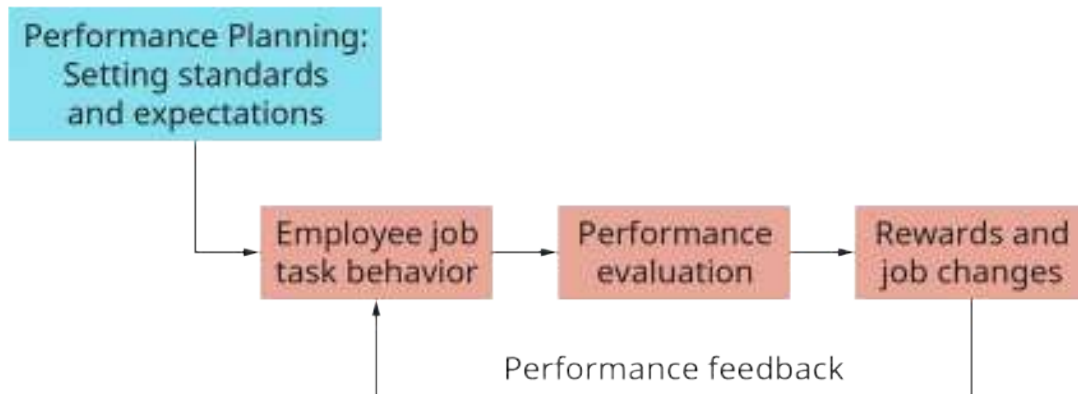 Performance Planning:
Setting standards
and expectations
Employee job
task behavior
Performance
evaluation
Rewards and
job changes
Performance feedback